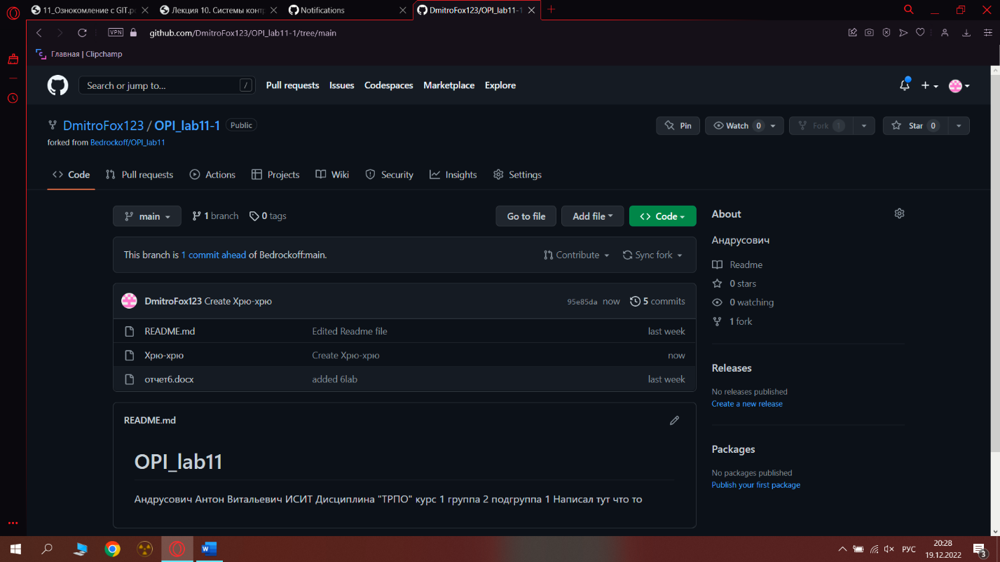 11_Ознокомление с GIT.p
Лекция 10. Системы конт
Notifications
DmitroFox123/OPI_lab11-1
VPN
github.com/DmitroFox123/OPI_lab11-1/tree/main
Главная | Clipchamp
Search or jump to... /
Pull requests Issues Codespaces Marketplace Explore
DmitroFox123 / OPI_lab11-1 Public
Pin Watch 0 Fork 1 Star 0
forked from Bedrockoff/OPI_lab11
Code Pull requests Actions Projects Wiki Security Insights Settings
main 1 branch 0 tags
Go to file Add file Code
This branch is 1 commit ahead of Bedrockoff:main.
Contribute Sync fork
DmitroFox123 Create Хрю-хрю 95e85da now 5 commits
README.md Edited Readme file last week
Хрю-хрю Create Хрю-хрю now
отчет6.docx added 6lab last week
README.md
OPI_lab11
Андрусович Антон Витальевич ИСИТ Дисциплина "ТРПО" курс 1 группа 2 подгруппа 1 Написал тут что то
About
Андрусович
Readme
0 stars
0 watching
1 fork
Releases
No releases published
Create a new release
Packages
No packages published
Publish your first package
РУС
20:28
19.12.2022
3